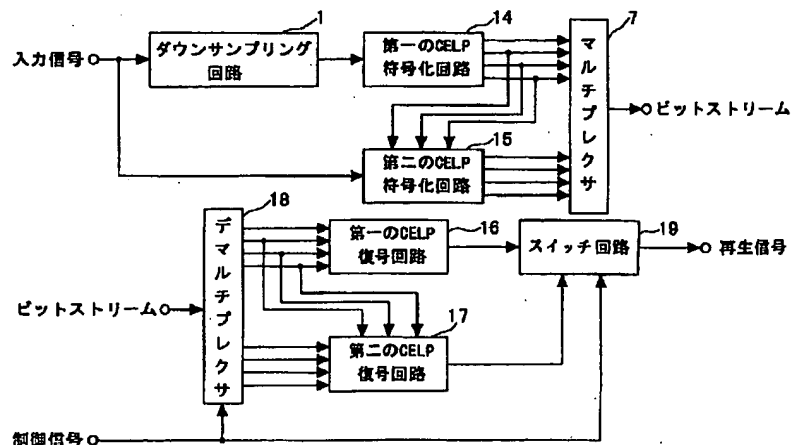 1
14
7
入力信号
ダウンサンプリング
回路
第一のCELP
符号化回路
マルチプレクサ
ビットストリーム
15
第二のCELP
符号化回路
18
デマルチプレクサ
16
第一のCELP
復号回路
19
スイッチ回路
再生信号
ビットストリーム
17
第二のCELP
復号回路
制御信号